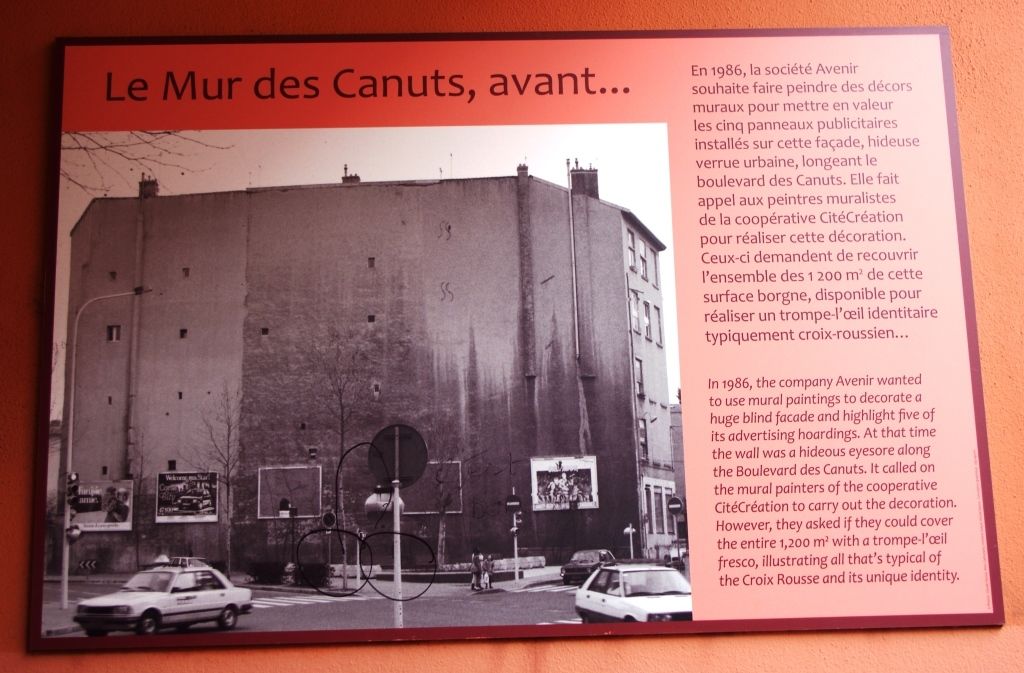 Le Mur des Canuts, avant...
En 1986, la société Avenir
souhaite faire peindre des décors
muraux pour mettre en valeur
les cinq panneaux publicitaires
installés sur cette façade, hideuse
verrue urbaine, longeant le
boulevard des Canuts. Elle fait
appel aux peintres muralistes
de la coopérative CitéCréation
pour réaliser cette décoration.
Ceux-ci demandent de recouvrir
l'ensemble des 1 200 m² de cette
surface borgne, disponible pour
réaliser un trompe-l'œil identitaire
typiquement croix-roussien...
In 1986, the company Avenir wanted
to use mural paintings to decorate a
huge blind facade and highlight five of
its advertising hoardings. At that time
the wall was a hideous eyesore along
the Boulevard des Canuts. It called on
the mural painters of the cooperative
CitéCréation to carry out the decoration.
However, they asked if they could cover
the entire 1,200 m² with a trompe-l'œil
fresco, illustrating all that's typical of
the Croix Rousse and its unique identity.